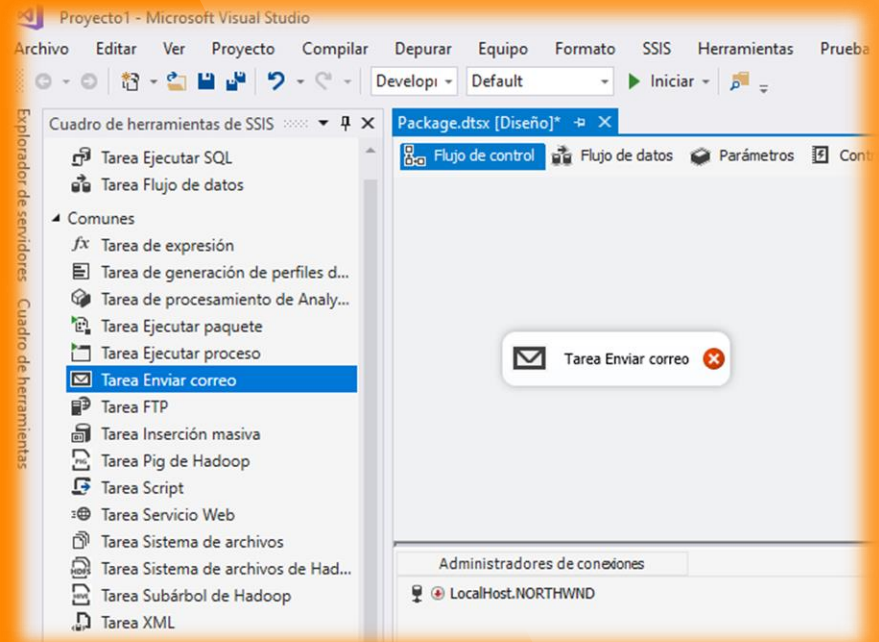 Proyecto1 - Microsoft Visual Studio
Archivo Editar Ver Proyecto Compilar Depurar Equipo Formato SSIS Herramientas Prueba
Developı Default Iniciar
Explorador de servidores
Cuadro de herramientas
Cuadro de herramientas de SSIS
Tarea Ejecutar SQL
Tarea Flujo de datos
Comunes
fx Tarea de expresión
Tarea de generación de perfiles d...
Tarea de procesamiento de Analy...
Tarea Ejecutar paquete
Tarea Ejecutar proceso
Tarea Enviar correo
Tarea FTP
Tarea Inserción masiva
Tarea Pig de Hadoop
Tarea Script
Tarea Servicio Web
Tarea Sistema de archivos
Tarea Sistema de archivos de Had...
Tarea Subárbol de Hadoop
Tarea XML
Package.dtsx [Diseño]*
Flujo de control Flujo de datos Parámetros Cont
Tarea Enviar correo
Administradores de conexiones
LocalHost.NORTHWND